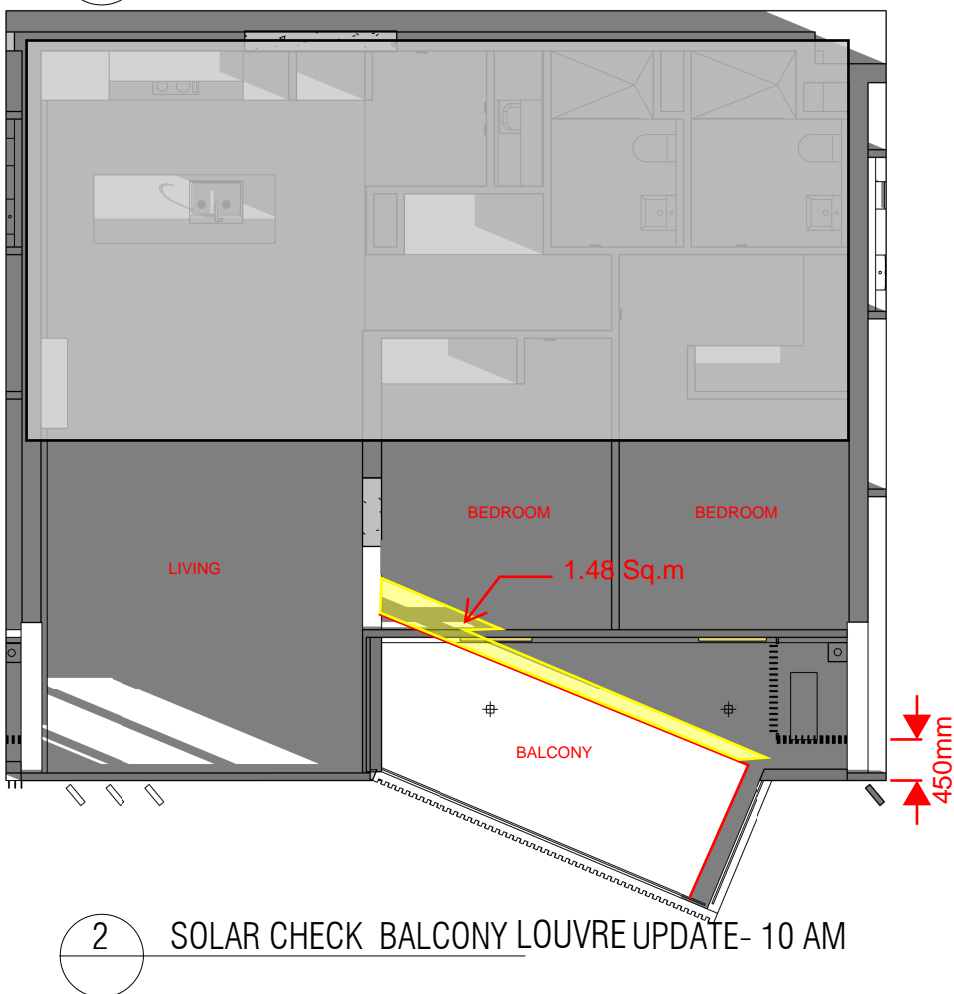 BEDROOM
BEDROOM
LIVING
1.48 Sq.m
BALCONY
450mm
2
SOLAR CHECK BALCONY LOUVRE UPDATE- 10 AM